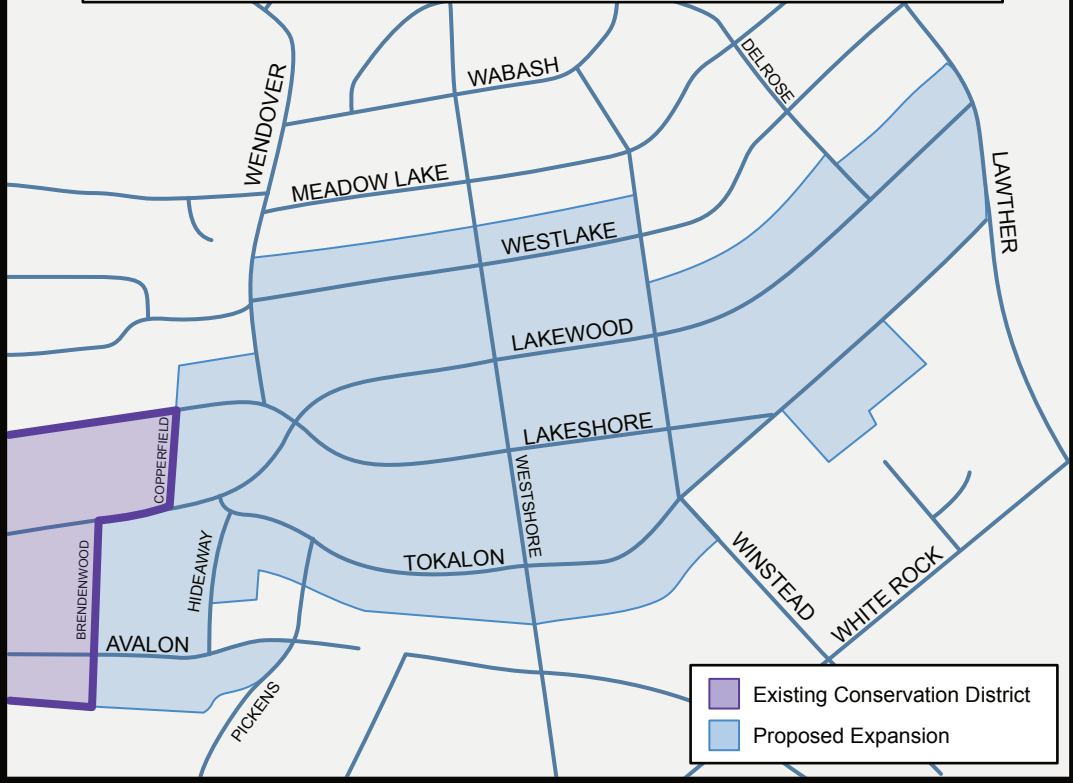 DELROSE
WABASH
WENDOVER
MEADOW LAKE
LAWTHER
WESTLAKE
LAKEWOOD
LAKESHORE
COPPERFIELD
WESTSHORE
HIDEAWAY
TOKALON
BRENDENWOOD
WINSTEAD
WHITE ROCK
AVALON
PICKENS
Existing Conservation District
Proposed Expansion